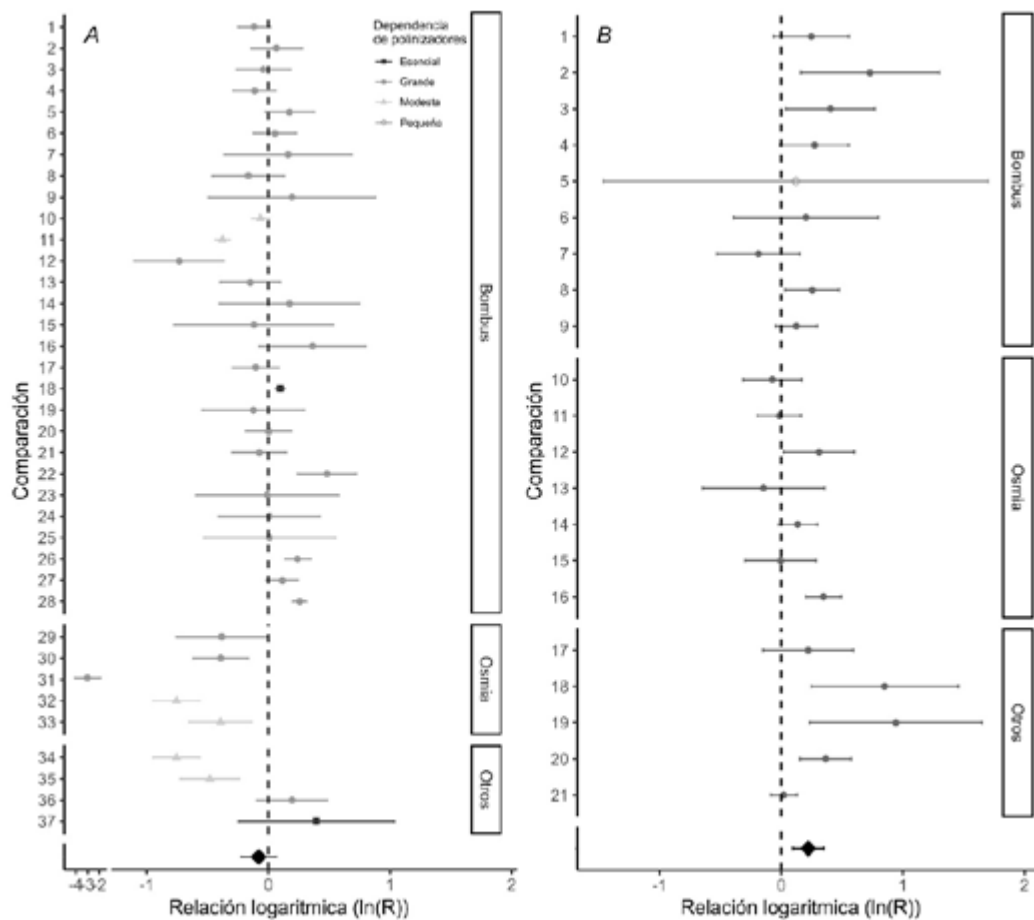 A
Dependencia
de polinizadores
Esencial
Grande
Modesta
Pequeño
Comparación
1
2
3
4
5
6
7
8
9
10
11
12
13
14
15
16
17
18
19
20
21
22
23
24
25
26
27
28
Bombus
29
30
31
32
33
Osmia
34
35
36
37
Otros
-4-3-2 -1 0 1 2
Relación logaritmica (ln(R))
B
Comparación
1
2
3
4
5
6
7
8
9
Bombus
10
11
12
13
14
15
16
Osmia
17
18
19
20
21
Otros
-1 0 1 2
Relación logaritmica (ln(R))